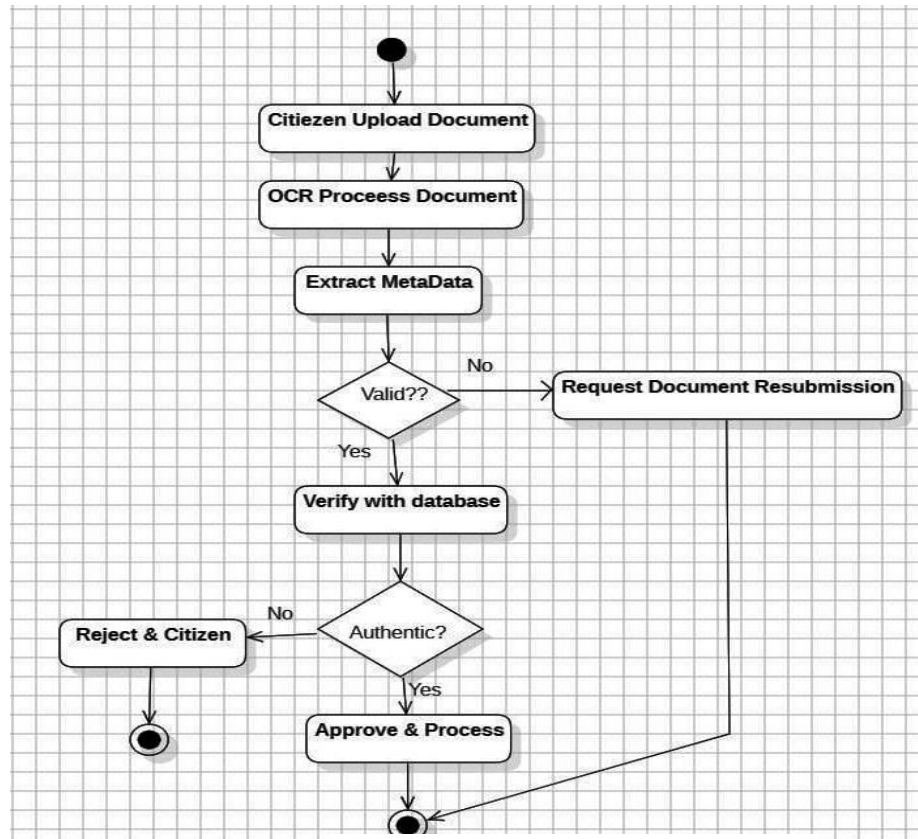 Citiezen Upload Document
OCR Proceess Document
Extract MetaData
Valid??
No
Request Document Resubmission
Yes
Verify with database
Authentic?
No
Reject & Citizen
Yes
Approve & Process